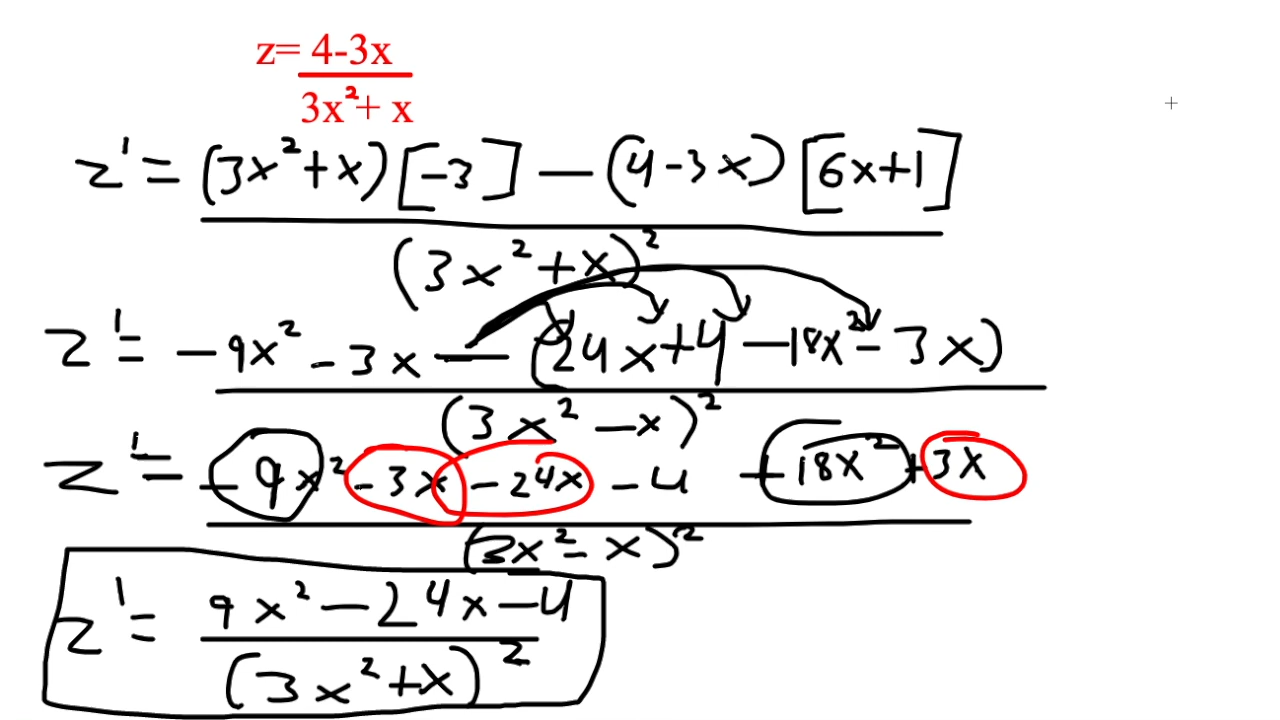 z= 4-3x
3x²+ x
z' = (3x²+x)[-3] - (4-3x)[6x+1]
(3x²+x)²
z' = -9x² - 3x - (24x+4-18x²-3x)
(3x²-x)²
z' = -9x² - 3x - 24x - 4 + 18x² + 3x
(3x²-x)²
z' = 9x² - 24x - 4
(3x²+x)²